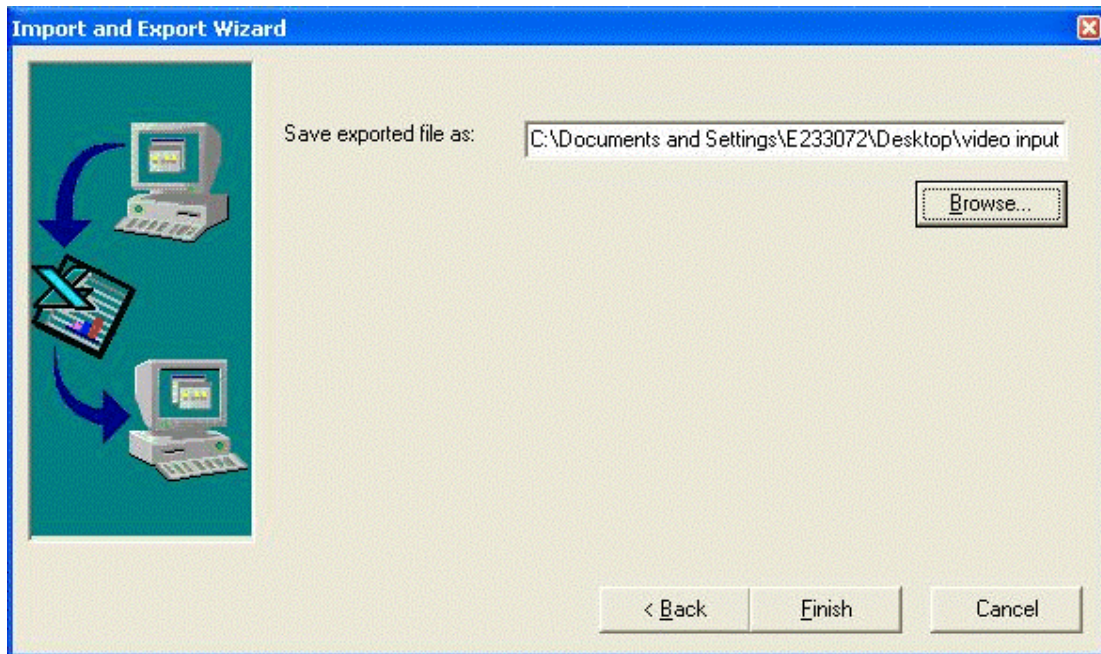 Import and Export Wizard
Save exported file as: C:\Documents and Settings\E233072\Desktop\video input
Browse...
< Back Finish Cancel